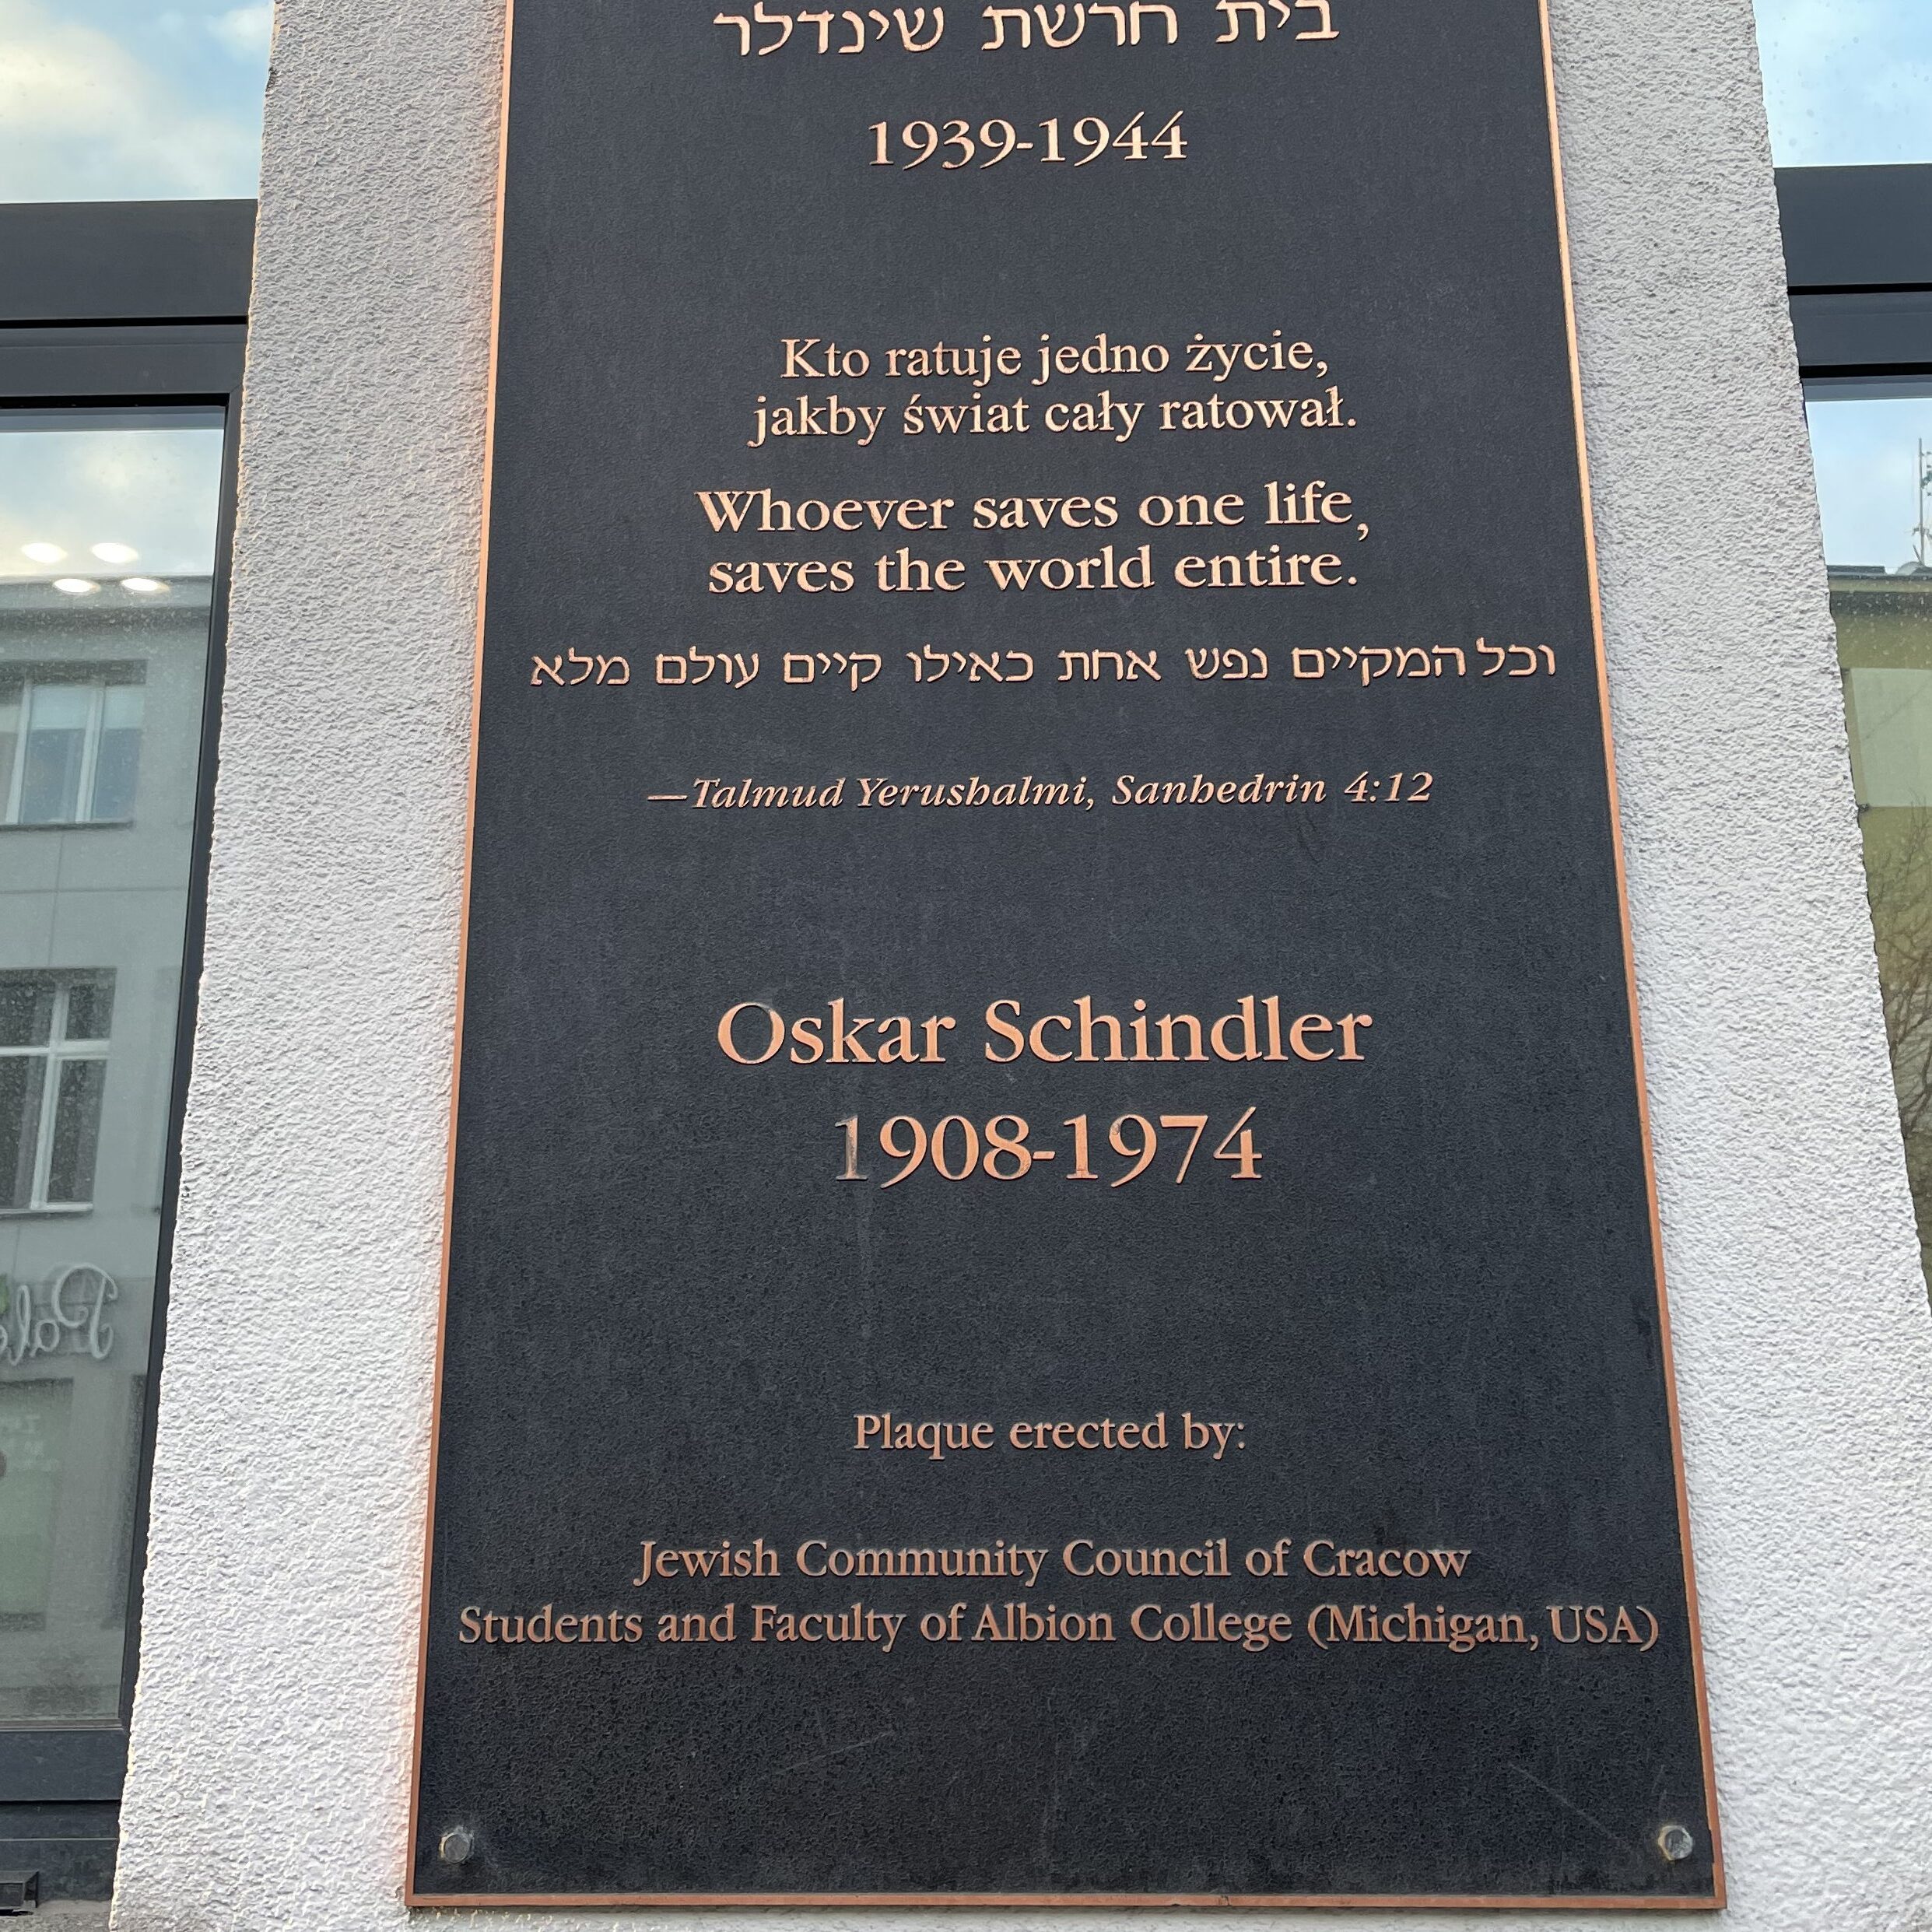 בית חרשת שינדלר
1939-1944
Kto ratuje jedno życie,
jakby świat cały ratował.
Whoever saves one life,
saves the world entire.
וכל המקיים נפש אחת כאילו קיים עולם מלא
—Talmud Yerushalmi, Sanhedrin 4:12
Oskar Schindler
1908-1974
Plaque erected by:
Jewish Community Council of Cracow
Students and Faculty of Albion College (Michigan, USA)